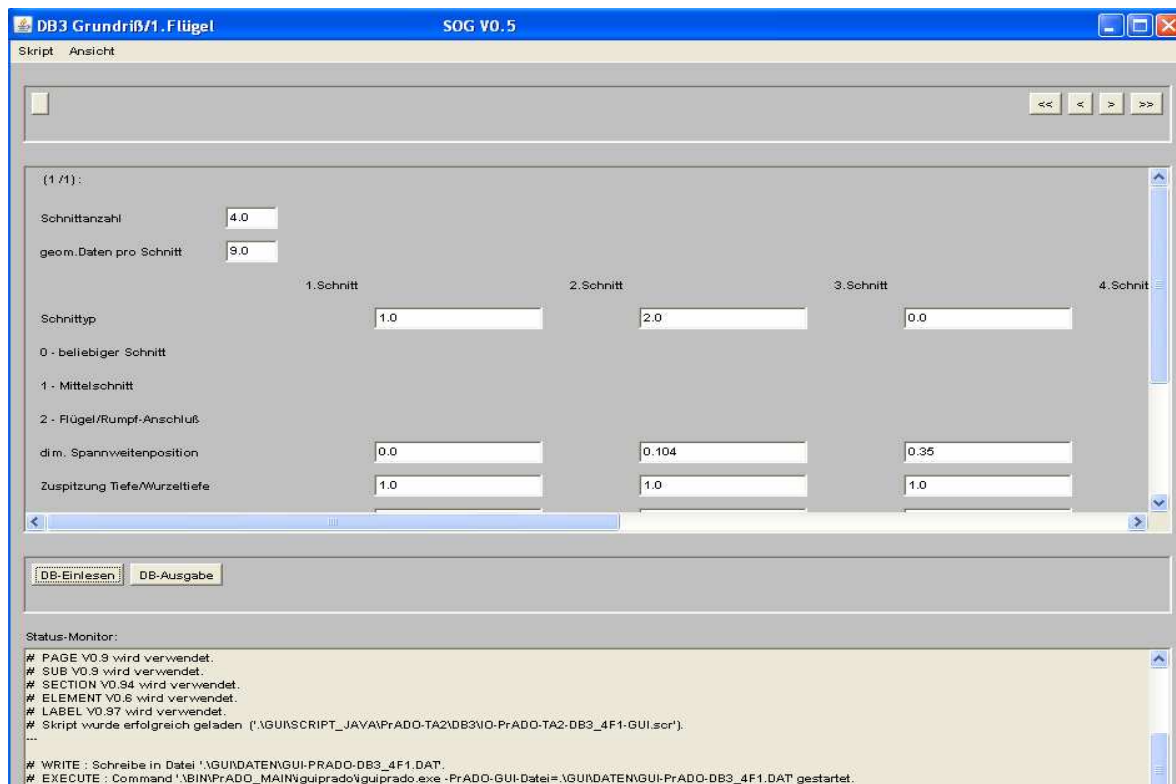 DB3 Grundriß/1.Flügel SOG V0.5
Skript Ansicht
<< < > >>
(1 /1) :
Schnittanzahl 4.0
geom.Daten pro Schnitt 9.0
1.Schnitt 2.Schnitt 3.Schnitt 4.Schnit
Schnittyp 1.0 2.0 0.0
0 - beliebiger Schnitt
1 - Mittelschnitt
2 - Flügel/Rumpf-Anschluß
dim. Spannweitenposition 0.0 0.104 0.35
Zuspitzung Tiefe/Wurzeltiefe 1.0 1.0 1.0
DB-Einlesen DB-Ausgabe
Status-Monitor:
# PAGE V0.9 wird verwendet.
# SUB V0.9 wird verwendet.
# SECTION V0.94 wird verwendet.
# ELEMENT V0.6 wird verwendet.
# LABEL V0.97 wird verwendet.
# Skript wurde erfolgreich geladen ('.\GUI\SCRIPT_JAVA\PrADO-TA2\DB3\IO-PrADO-TA2-DB3_4F1-GUI.scr').
---
# WRITE : Schreibe in Datei '.\GUI\DATEN\GUI-PRADO-DB3_4F1.DAT'.
# EXECUTE : Command '.\BIN\PrADO_MAIN\iguiprado\iguiprado.exe -PrADO-GUI-Datei=.\GUI\DATEN\GUI-PrADO-DB3_4F1.DAT' gestartet.